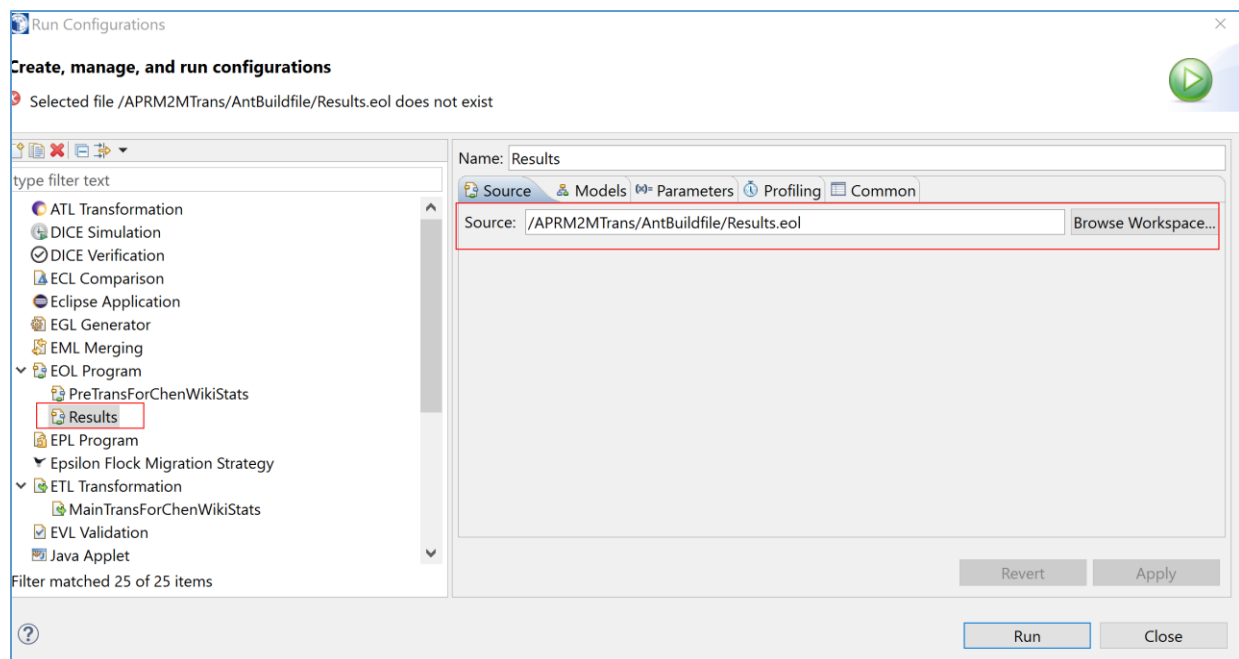 Run Configurations
Create, manage, and run configurations
Selected file /APRM2MTrans/AntBuildfile/Results.eol does not exist
type filter text
ATL Transformation
DICE Simulation
DICE Verification
ECL Comparison
Eclipse Application
EGL Generator
EML Merging
EOL Program
PreTransForChenWikiStats
Results
EPL Program
Epsilon Flock Migration Strategy
ETL Transformation
MainTransForChenWikiStats
EVL Validation
Java Applet
Filter matched 25 of 25 items
Name: Results
Source Models (x)= Parameters Profiling Common
Source: /APRM2MTrans/AntBuildfile/Results.eol Browse Workspace...
Revert Apply
? Run Close